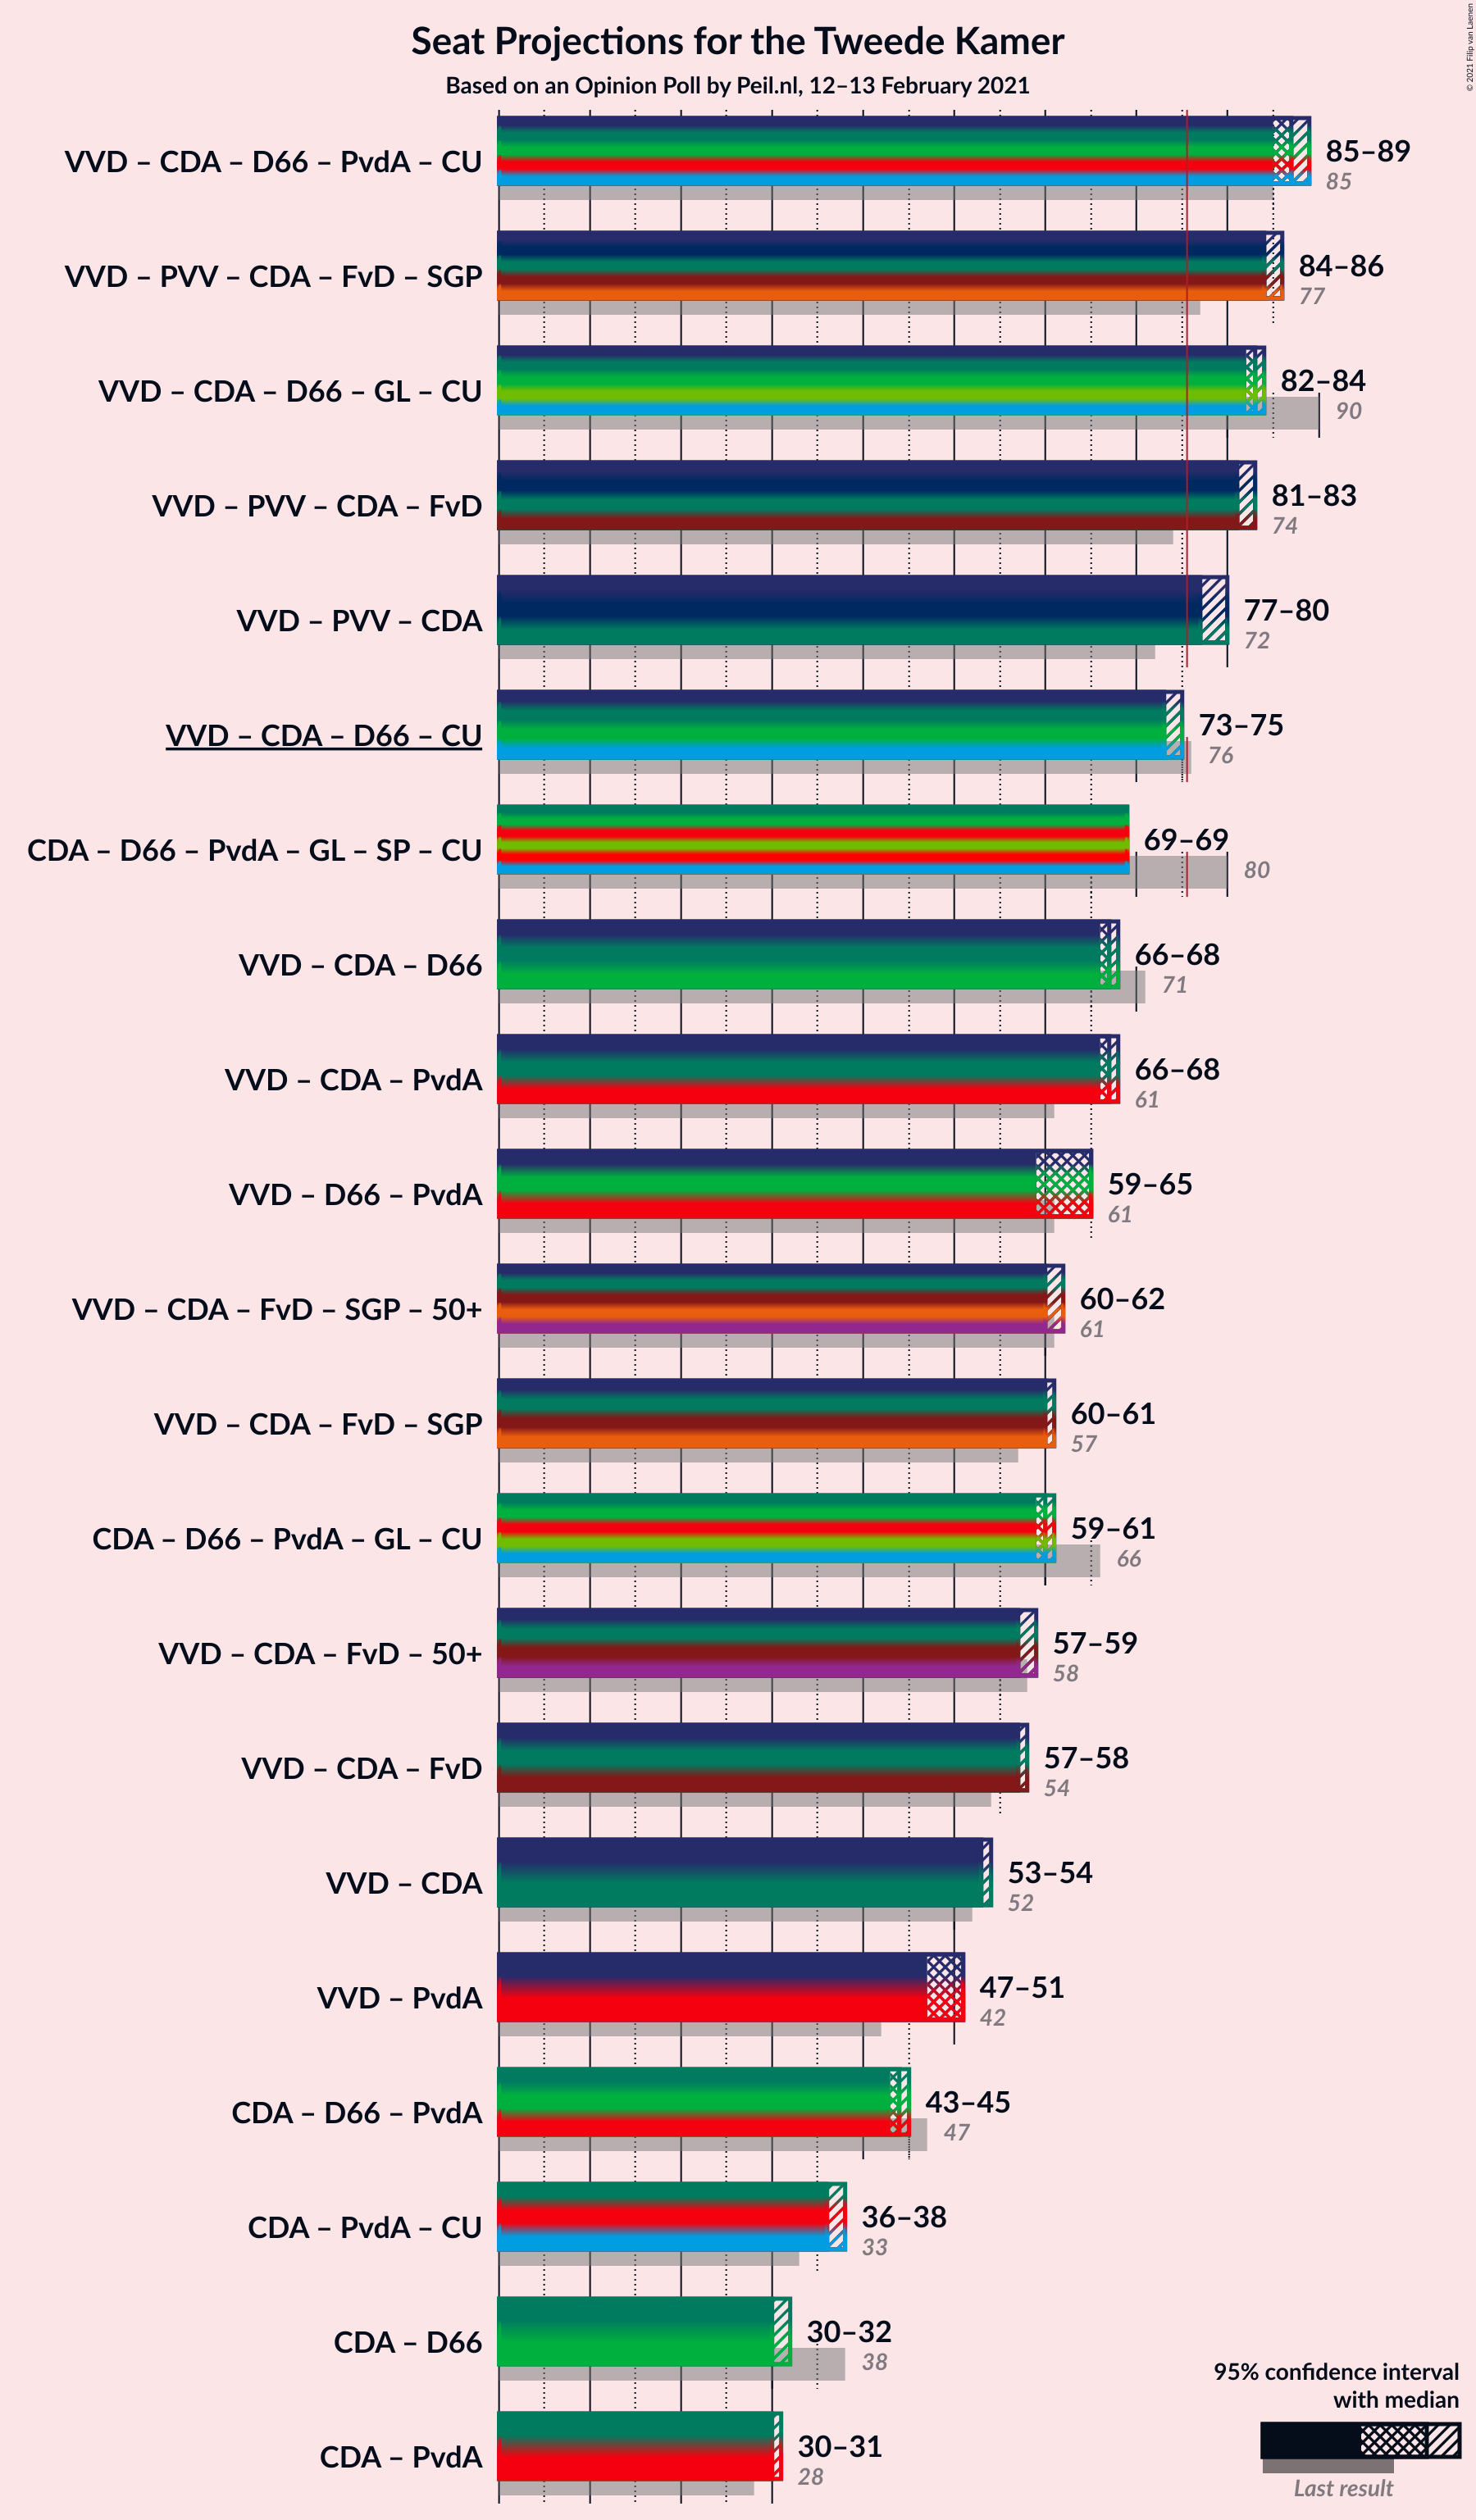 Seat Projections for the Tweede Kamer
Based on an Opinion Poll by Peil.nl, 12–13 February 2021
© 2021 Filip van Laenen
VVD – CDA – D66 – PvdA – CU
85–89
85
VVD – PVV – CDA – FvD – SGP
84–86
77
VVD – CDA – D66 – GL – CU
82–84
90
VVD – PVV – CDA – FvD
81–83
74
VVD – PVV – CDA
77–80
72
VVD – CDA – D66 – CU
73–75
76
CDA – D66 – PvdA – GL – SP – CU
69–69
80
VVD – CDA – D66
66–68
71
VVD – CDA – PvdA
66–68
61
VVD – D66 – PvdA
59–65
61
VVD – CDA – FvD – SGP – 50+
60–62
61
VVD – CDA – FvD – SGP
60–61
57
CDA – D66 – PvdA – GL – CU
59–61
66
VVD – CDA – FvD – 50+
57–59
58
VVD – CDA – FvD
57–58
54
VVD – CDA
53–54
52
VVD – PvdA
47–51
42
CDA – D66 – PvdA
43–45
47
CDA – PvdA – CU
36–38
33
CDA – D66
30–32
38
CDA – PvdA
30–31
28
95% confidence interval
with median
Last result